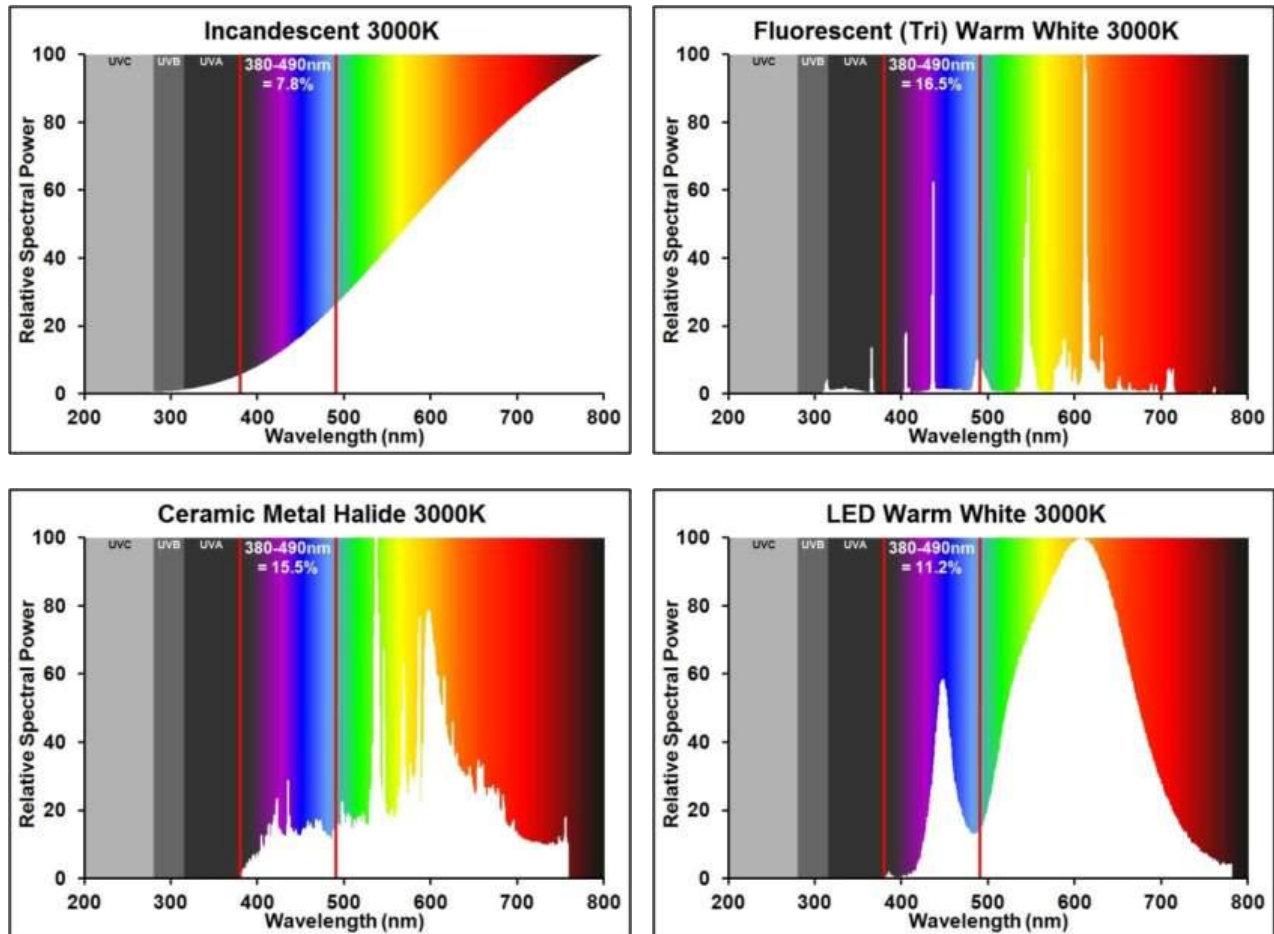 Incandescent 3000K
Relative Spectral Power
100
80
60
40
20
0
UVC UVB UVA 380-490nm
= 7.8%
200 300 400 500 600 700 800
Wavelength (nm)
Fluorescent (Tri) Warm White 3000K
Relative Spectral Power
100
80
60
40
20
0
UVC UVB UVA 380-490nm
= 16.5%
200 300 400 500 600 700 800
Wavelength (nm)
Ceramic Metal Halide 3000K
Relative Spectral Power
100
80
60
40
20
0
UVC UVB UVA 380-490nm
= 15.5%
200 300 400 500 600 700 800
Wavelength (nm)
LED Warm White 3000K
Relative Spectral Power
100
80
60
40
20
0
UVC UVB UVA 380-490nm
= 11.2%
200 300 400 500 600 700 800
Wavelength (nm)